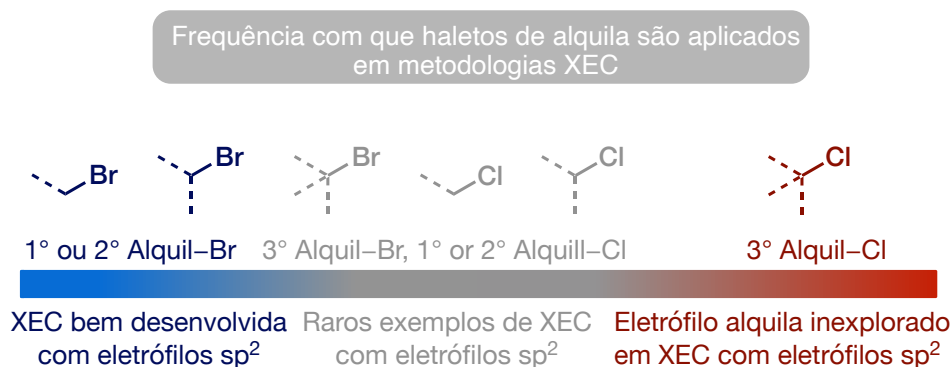 Frequência com que haletos de alquila são aplicados
em metodologias XEC
Br
Br
Br
Cl
Cl
Cl
1° ou 2° Alquil–Br
3° Alquil–Br, 1° or 2° Alquill–Cl
3° Alquil–Cl
XEC bem desenvolvida
com eletrófilos sp²
Raros exemplos de XEC
com eletrófilos sp²
Eletrófilo alquila inexplorado
em XEC com eletrófilos sp²